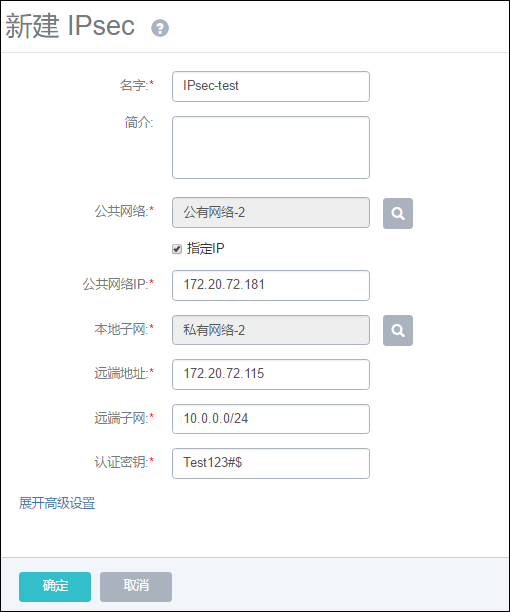 新建 IPsec ?
名字:* IPsec-test
简介:
公共网络:* 公有网络-2
指定IP
公共网络IP:* 172.20.72.181
本地子网:* 私有网络-2
远端地址:* 172.20.72.115
远端子网:* 10.0.0.0/24
认证密钥:* Test123#$
展开高级设置
确定 取消